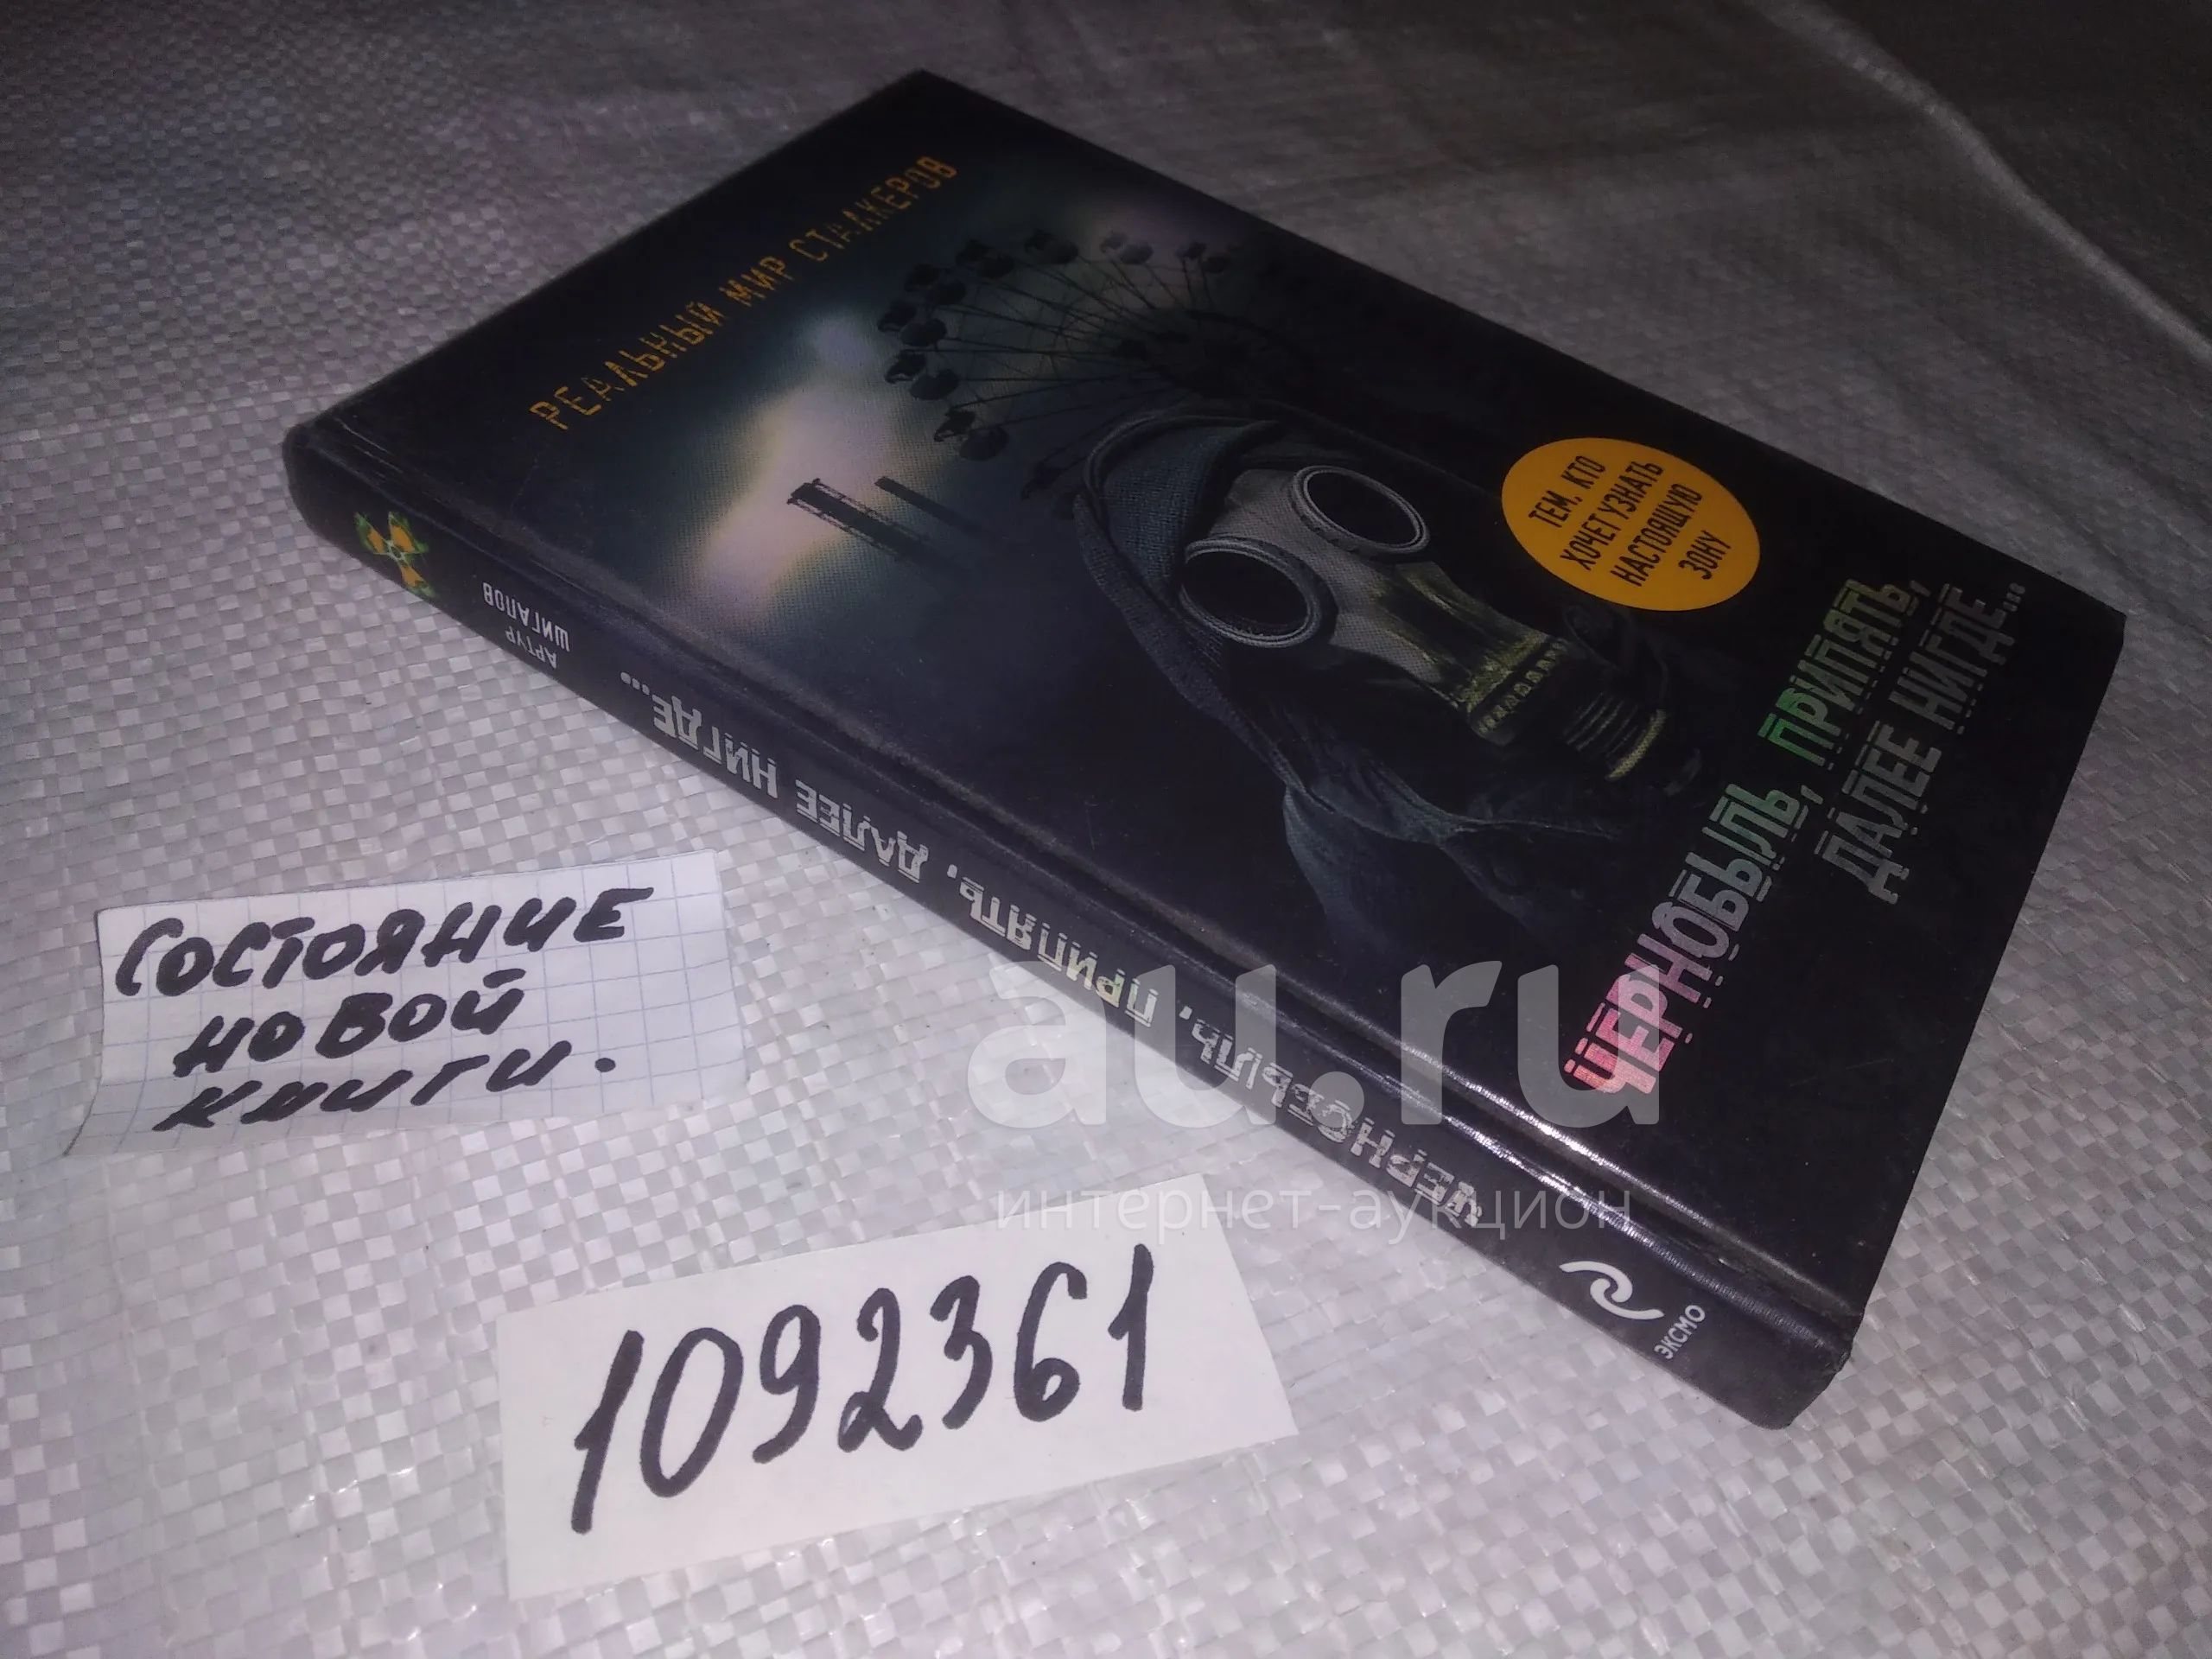 РЕАЛЬНЫЙ МИР СТАЛКЕРОВ
ТЕМ, КТО
ХОЧЕТ УЗНАТЬ
НАСТОЯЩУЮ
ЗОНУ
ЧЕРНОБЫЛЬ, ПРИПЯТЬ,
ДАЛЕЕ НИГДЕ...
АРТУР
ШИГАПОВ
ЧЕРНОБЫЛЬ, ПРИПЯТЬ, ДАЛЕЕ НИГДЕ...
ЭКСМО
СОСТОЯНИЕ
НОВОЙ
КНИГИ.
1092361
au.ru
интернет-аукцион